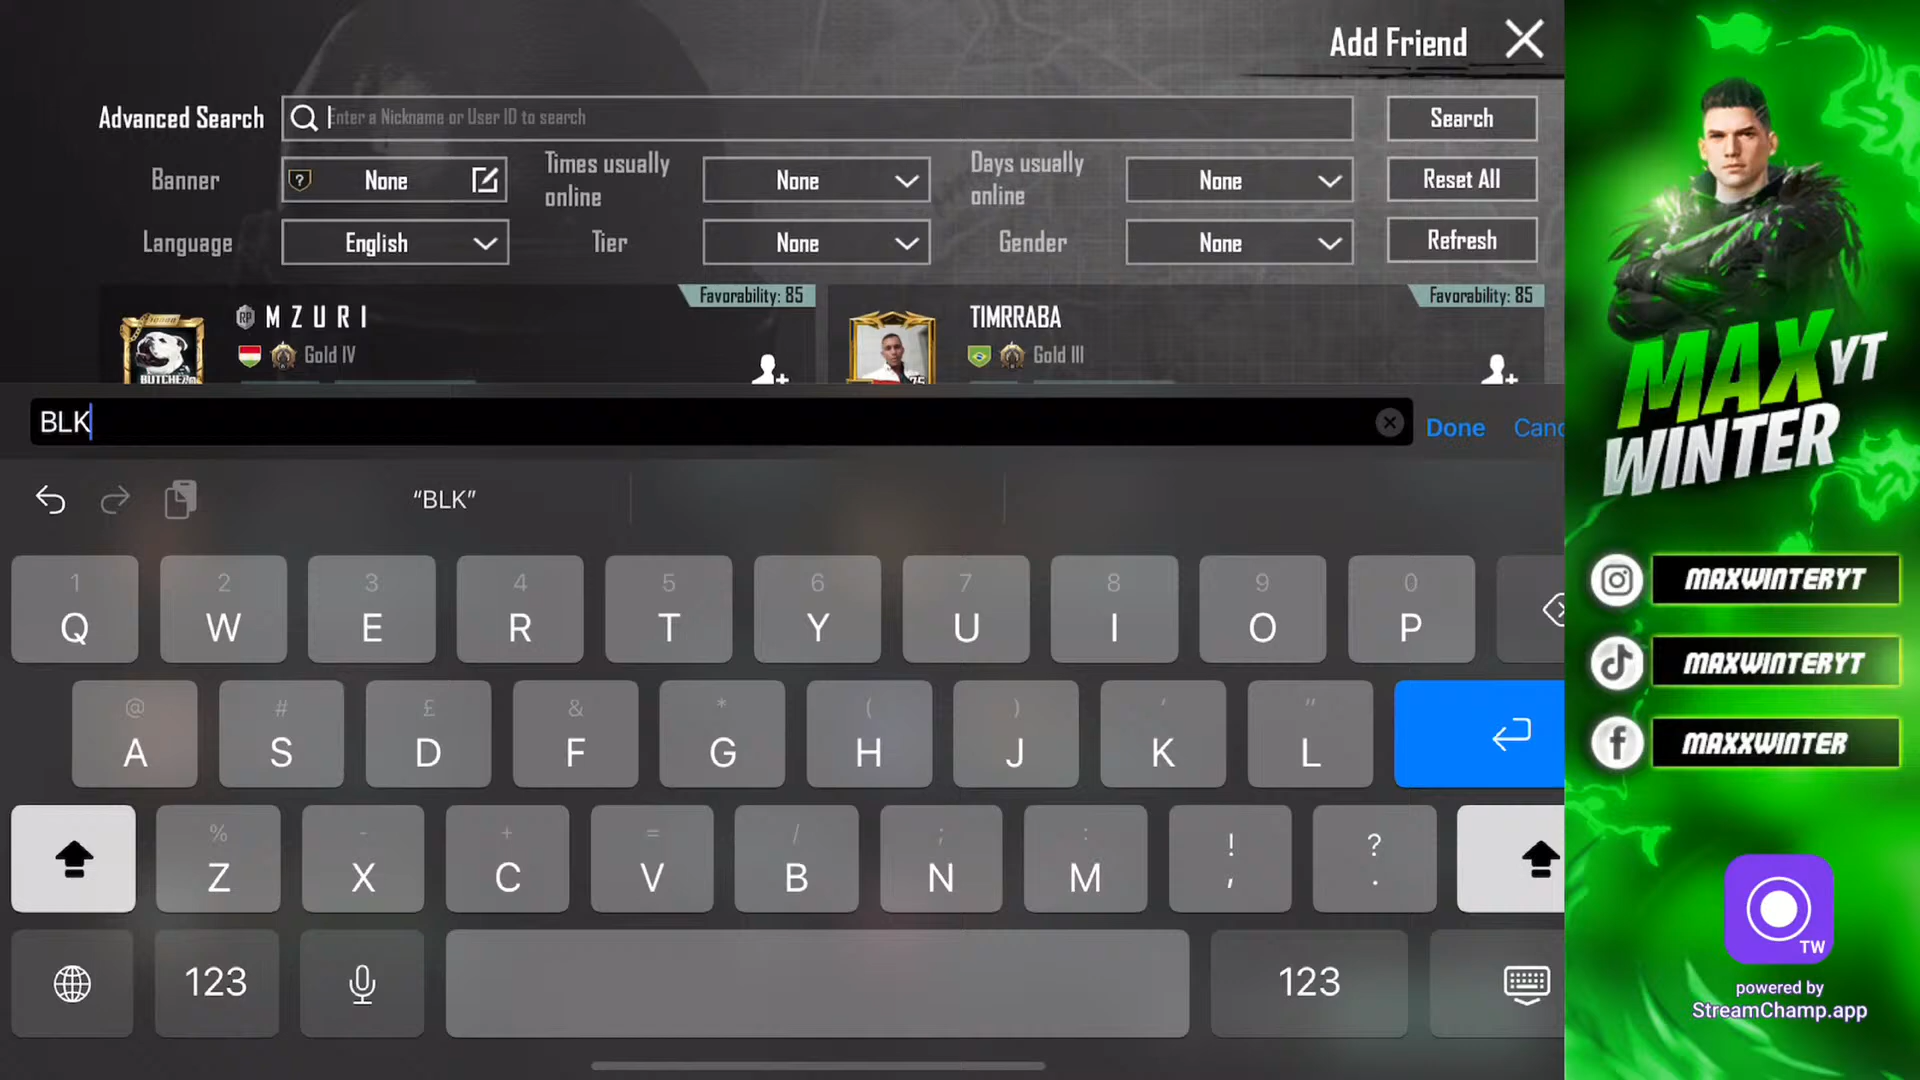 Add Friend
Advanced Search
Enter a Nickname or User ID to search
Search
Banner
?
None
Times usually online
None
Days usually online
None
Reset All
Language
English
Tier
None
Gender
None
Refresh
Favorability: 85
RP M Z U R I
Gold IV
BUTCHER
Favorability: 85
TIMRRABA
Gold III
75
BLK
Done
Canc
“BLK”
1 2 3 4 5 6 7 8 9 0
Q W E R T Y U I O P
@ # £ & * ( ) ' "
A S D F G H J K L
% - + = / ; : ! ?
Z X C V B N M , .
123
123
MAX YT
WINTER
MAXWINTERYT
MAXWINTERYT
MAXXWINTER
TW
powered by
StreamChamp.app